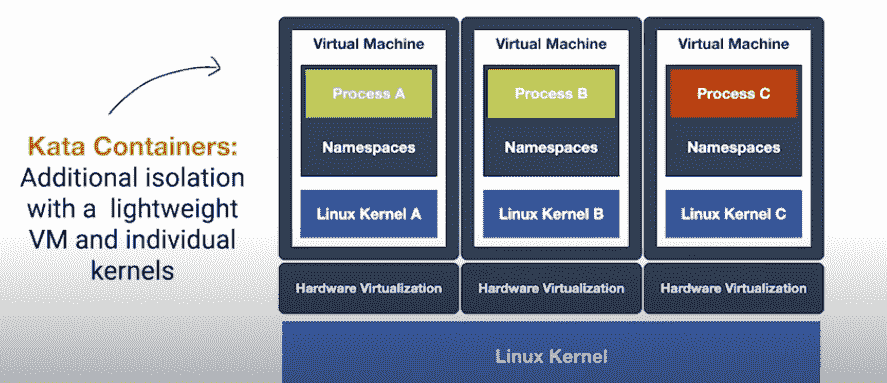 Kata Containers:
Additional isolation
with a lightweight
VM and individual
kernels
Virtual Machine
Process A
Namespaces
Linux Kernel A
Hardware Virtualization
Virtual Machine
Process B
Namespaces
Linux Kernel B
Hardware Virtualization
Virtual Machine
Process C
Namespaces
Linux Kernel C
Hardware Virtualization
Linux Kernel